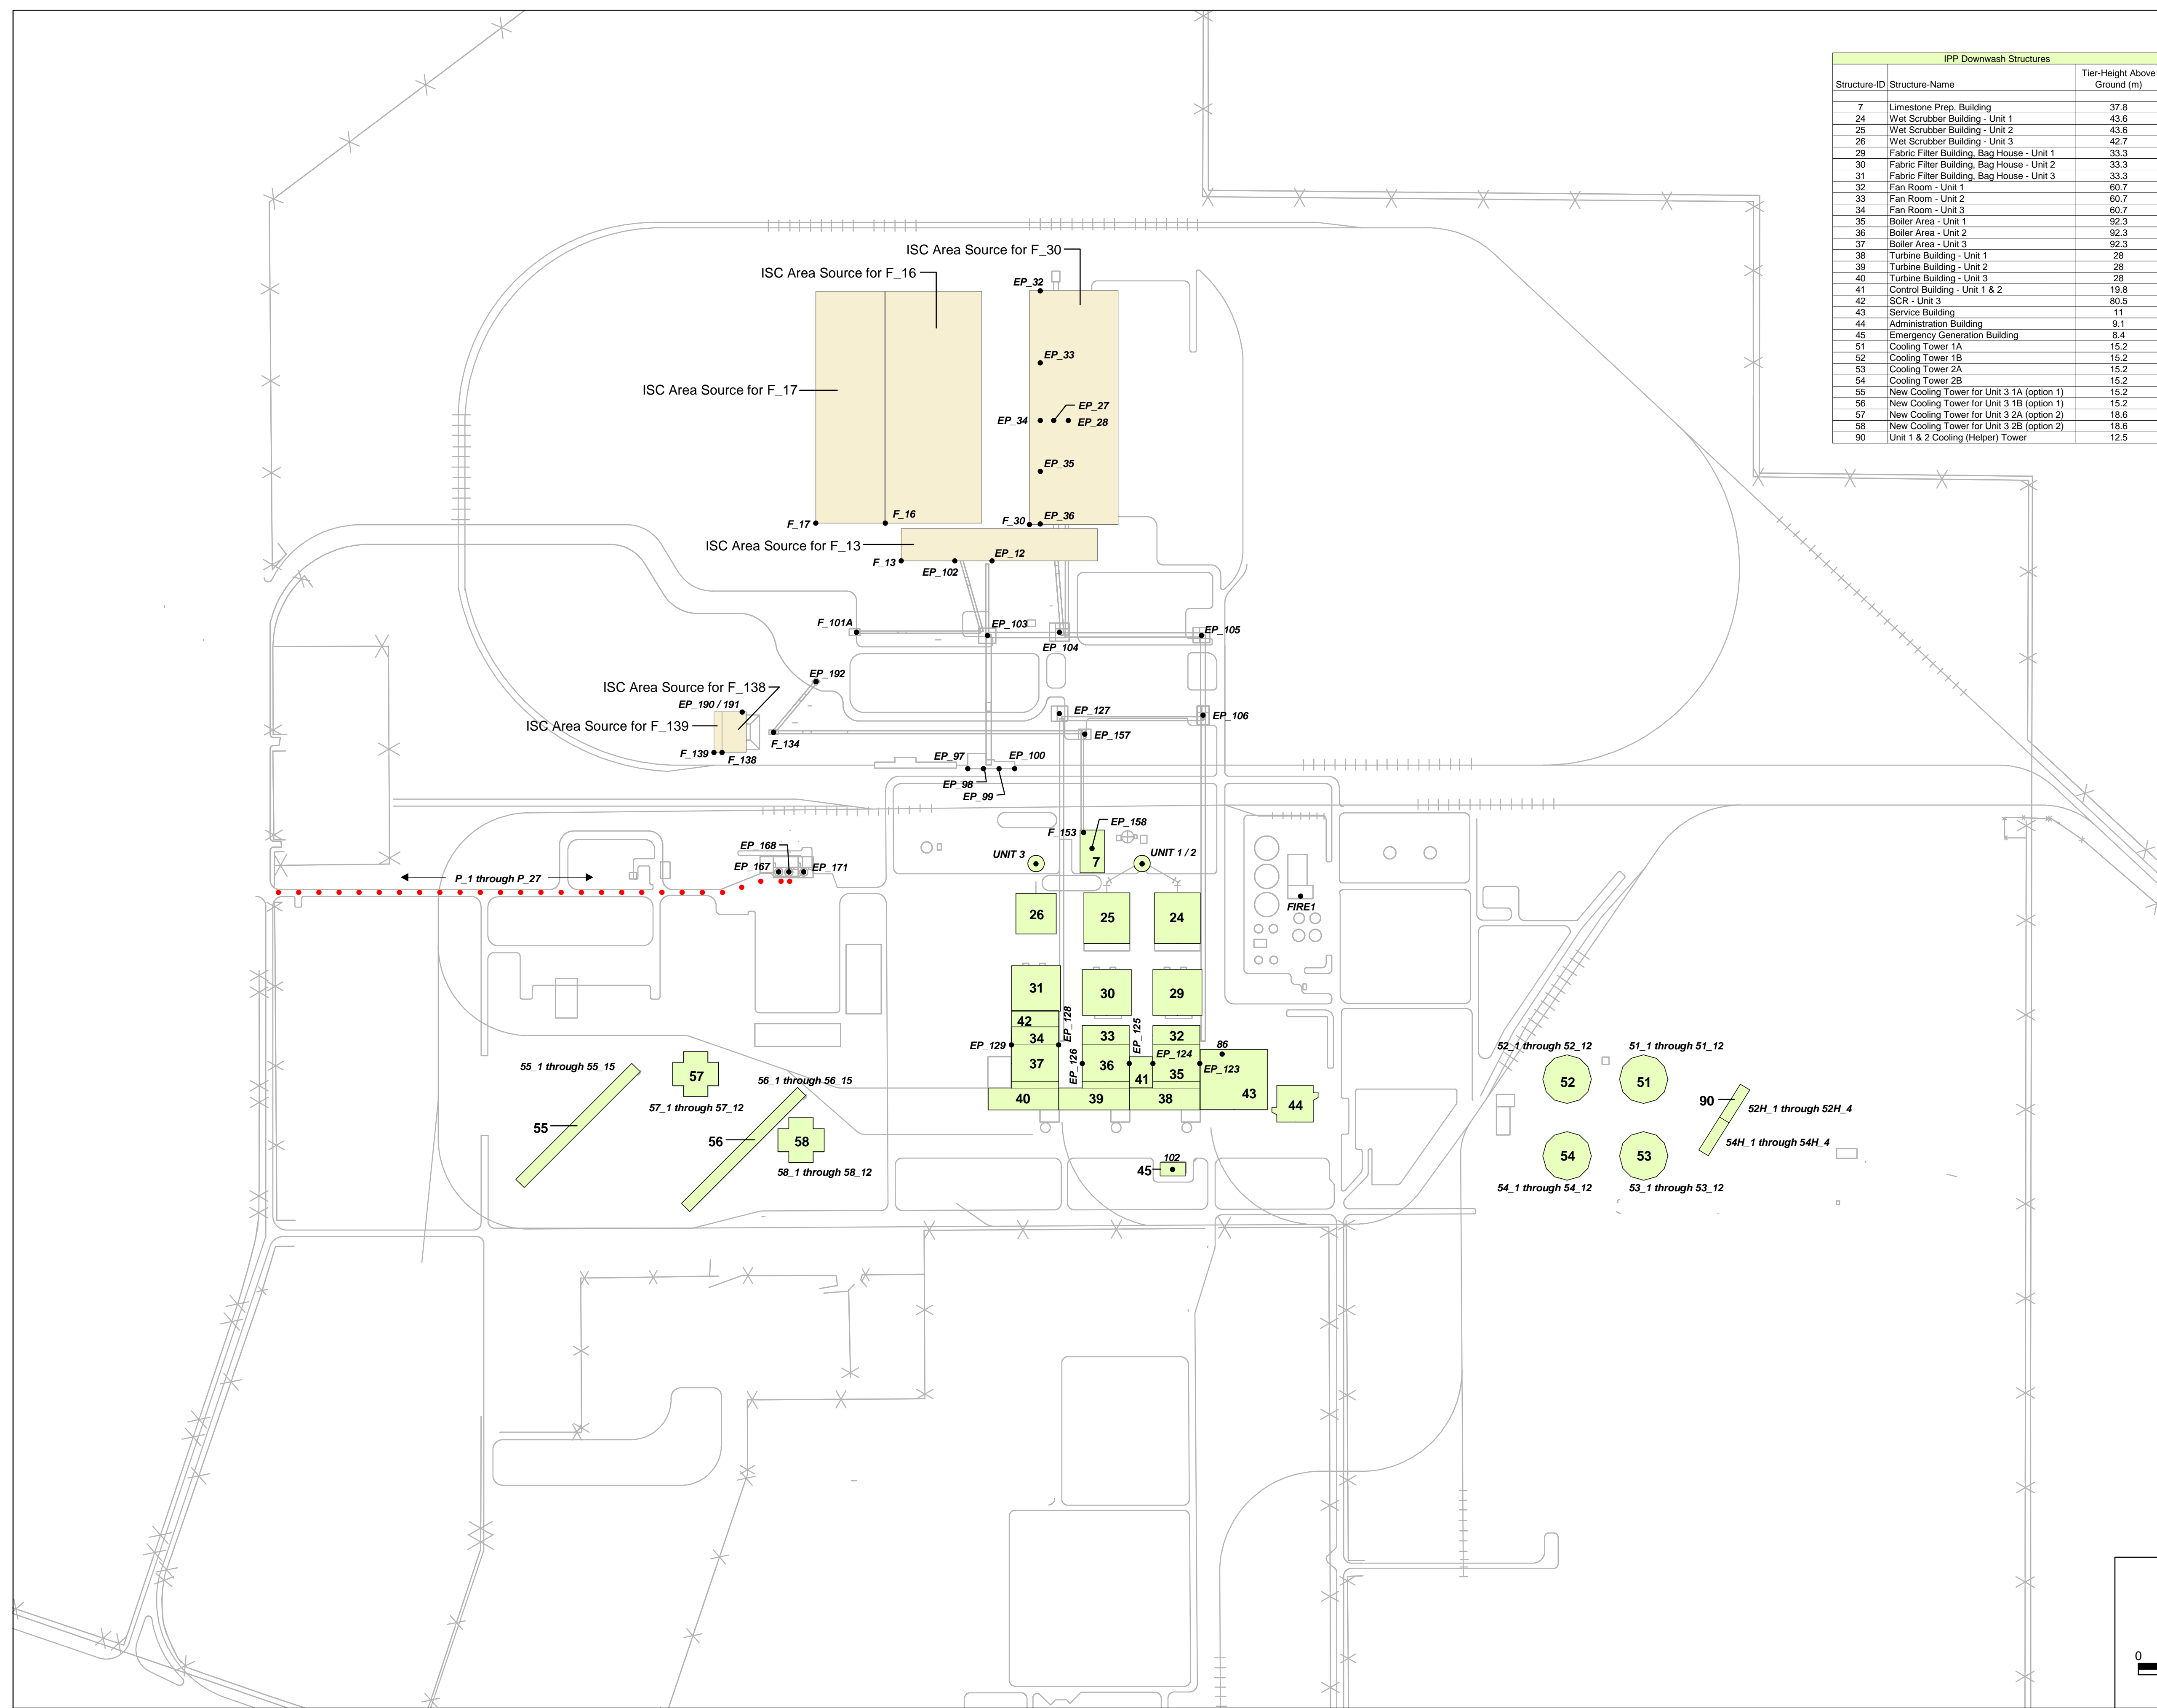 IPP Downwash Structures
Structure-ID Structure-Name Tier-Height Above Ground (m)
7 Limestone Prep. Building 37.8
24 Wet Scrubber Building - Unit 1 43.6
25 Wet Scrubber Building - Unit 2 43.6
26 Wet Scrubber Building - Unit 3 42.7
29 Fabric Filter Building, Bag House - Unit 1 33.3
30 Fabric Filter Building, Bag House - Unit 2 33.3
31 Fabric Filter Building, Bag House - Unit 3 33.3
32 Fan Room - Unit 1 60.7
33 Fan Room - Unit 2 60.7
34 Fan Room - Unit 3 60.7
35 Boiler Area - Unit 1 92.3
36 Boiler Area - Unit 2 92.3
37 Boiler Area - Unit 3 92.3
38 Turbine Building - Unit 1 28
39 Turbine Building - Unit 2 28
40 Turbine Building - Unit 3 28
41 Control Building - Unit 1 & 2 19.8
42 SCR - Unit 3 80.5
43 Service Building 11
44 Administration Building 9.1
45 Emergency Generation Building 8.4
51 Cooling Tower 1A 15.2
52 Cooling Tower 1B 15.2
53 Cooling Tower 2A 15.2
54 Cooling Tower 2B 15.2
55 New Cooling Tower for Unit 3 1A (option 1) 15.2
56 New Cooling Tower for Unit 3 1B (option 1) 15.2
57 New Cooling Tower for Unit 3 2A (option 2) 18.6
58 New Cooling Tower for Unit 3 2B (option 2) 18.6
90 Unit 1 & 2 Cooling (Helper) Tower 12.5
ISC Area Source for F_30
ISC Area Source for F_16
EP_32
EP_33
ISC Area Source for F_17
EP_27
EP_34
EP_28
EP_35
F_17
F_16
F_30
EP_36
ISC Area Source for F_13
EP_12
F_13
EP_102
F_101A
EP_103
EP_104
EP_105
EP_192
ISC Area Source for F_138
EP_190 / 191
ISC Area Source for F_139
EP_127
EP_106
F_134
EP_157
F_139
F_138
EP_97
EP_100
EP_98
EP_99
EP_158
F_153
7
UNIT 3
UNIT 1 / 2
EP_168
EP_167
EP_171
P_1 through P_27
FIRE1
26
25
24
31
30
29
42
34
33
32
EP_128
EP_125
EP_129
EP_126
EP_124
86
EP_123
37
36
41
35
43
40
39
38
44
102
45
55_1 through 55_15
57
56_1 through 56_15
57_1 through 57_12
55
56
58
58_1 through 58_12
52_1 through 52_12
51_1 through 51_12
52
51
90
52H_1 through 52H_4
54H_1 through 54H_4
54
53
54_1 through 54_12
53_1 through 53_12
0